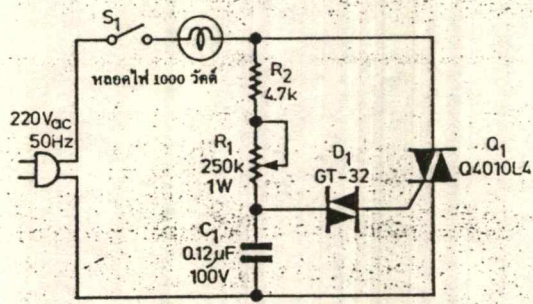 S1
หลอดไฟ 1000 วัตต์
R2
4.7k
220Vac
50Hz
R1
250k
1W
D1
GT-32
Q1
Q4010L4
C1
0.12µF
100V